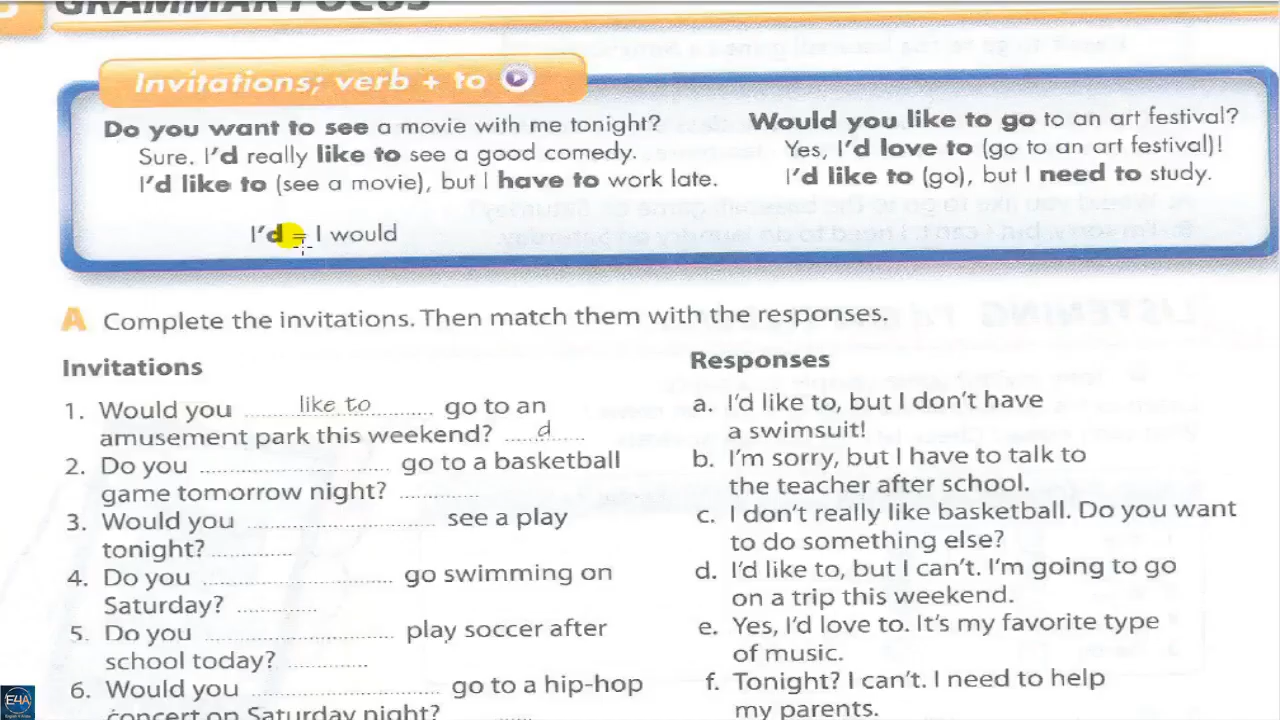 GRAMMAR FOCUS
Invitations; verb + to
Do you want to see a movie with me tonight?
Sure. I'd really like to see a good comedy.
I'd like to (see a movie), but I have to work late.
I'd = I would
Would you like to go to an art festival?
Yes, I'd love to (go to an art festival)!
I'd like to (go), but I need to study.
A Complete the invitations. Then match them with the responses.
Invitations
1. Would you like to go to an
amusement park this weekend? d
2. Do you .......... go to a basketball
game tomorrow night? ..........
3. Would you .......... see a play
tonight? ..........
4. Do you .......... go swimming on
Saturday? ..........
5. Do you .......... play soccer after
school today? ..........
6. Would you .......... go to a hip-hop
concert on Saturday night? ..........
Responses
a. I'd like to, but I don't have
a swimsuit!
b. I'm sorry, but I have to talk to
the teacher after school.
c. I don't really like basketball. Do you want
to do something else?
d. I'd like to, but I can't. I'm going to go
on a trip this weekend.
e. Yes, I'd love to. It's my favorite type
of music.
f. Tonight? I can't. I need to help
my parents.
E4A